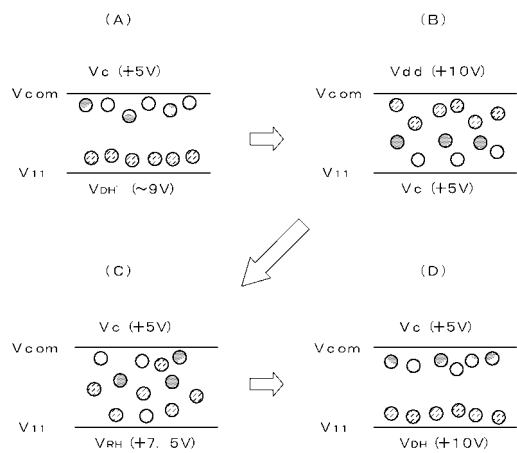 (A)
(B)
Vc (+5V)
Vdd (+10V)
Vcom
Vcom
V11
V11
VDH' (~9V)
Vc (+5V)
(C)
(D)
Vc (+5V)
Vc (+5V)
Vcom
Vcom
V11
V11
VRH (+7. 5V)
VDH (+10V)